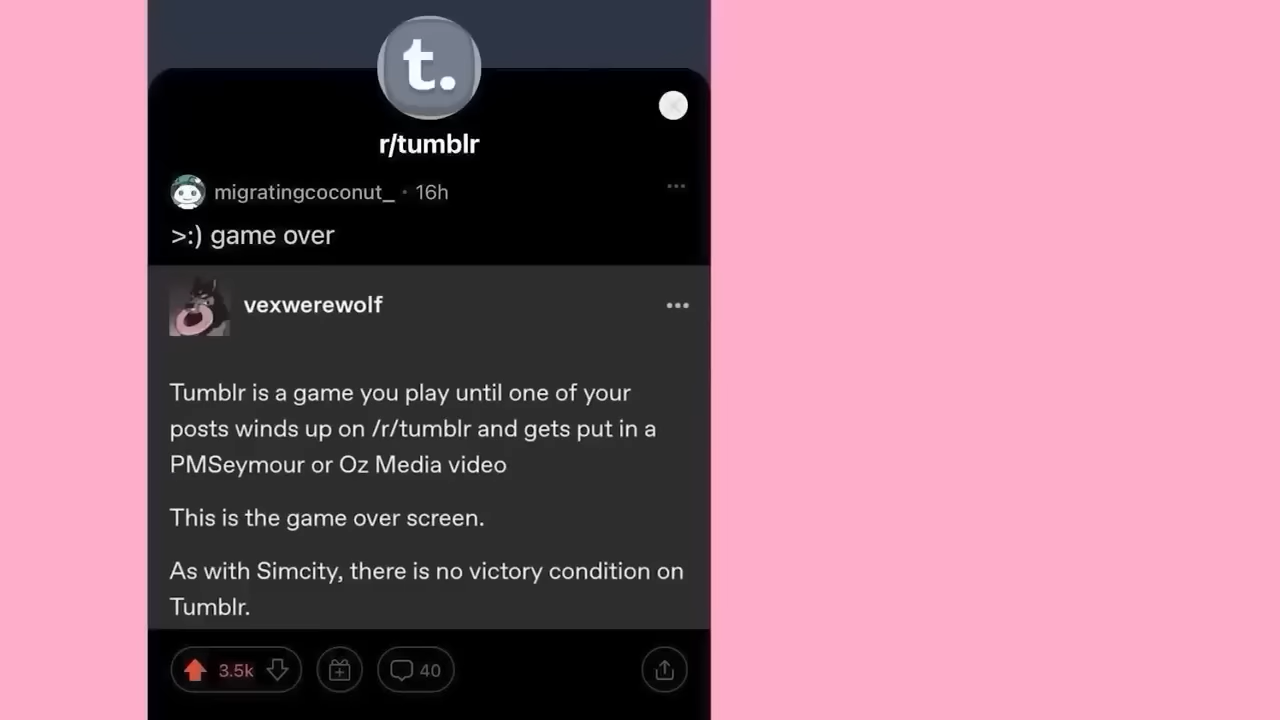 t.
r/tumblr
migratingcoconut_ · 16h
>:) game over
vexwerewolf
Tumblr is a game you play until one of your
posts winds up on /r/tumblr and gets put in a
PMSeymour or Oz Media video
This is the game over screen.
As with Simcity, there is no victory condition on
Tumblr.
3.5k 40